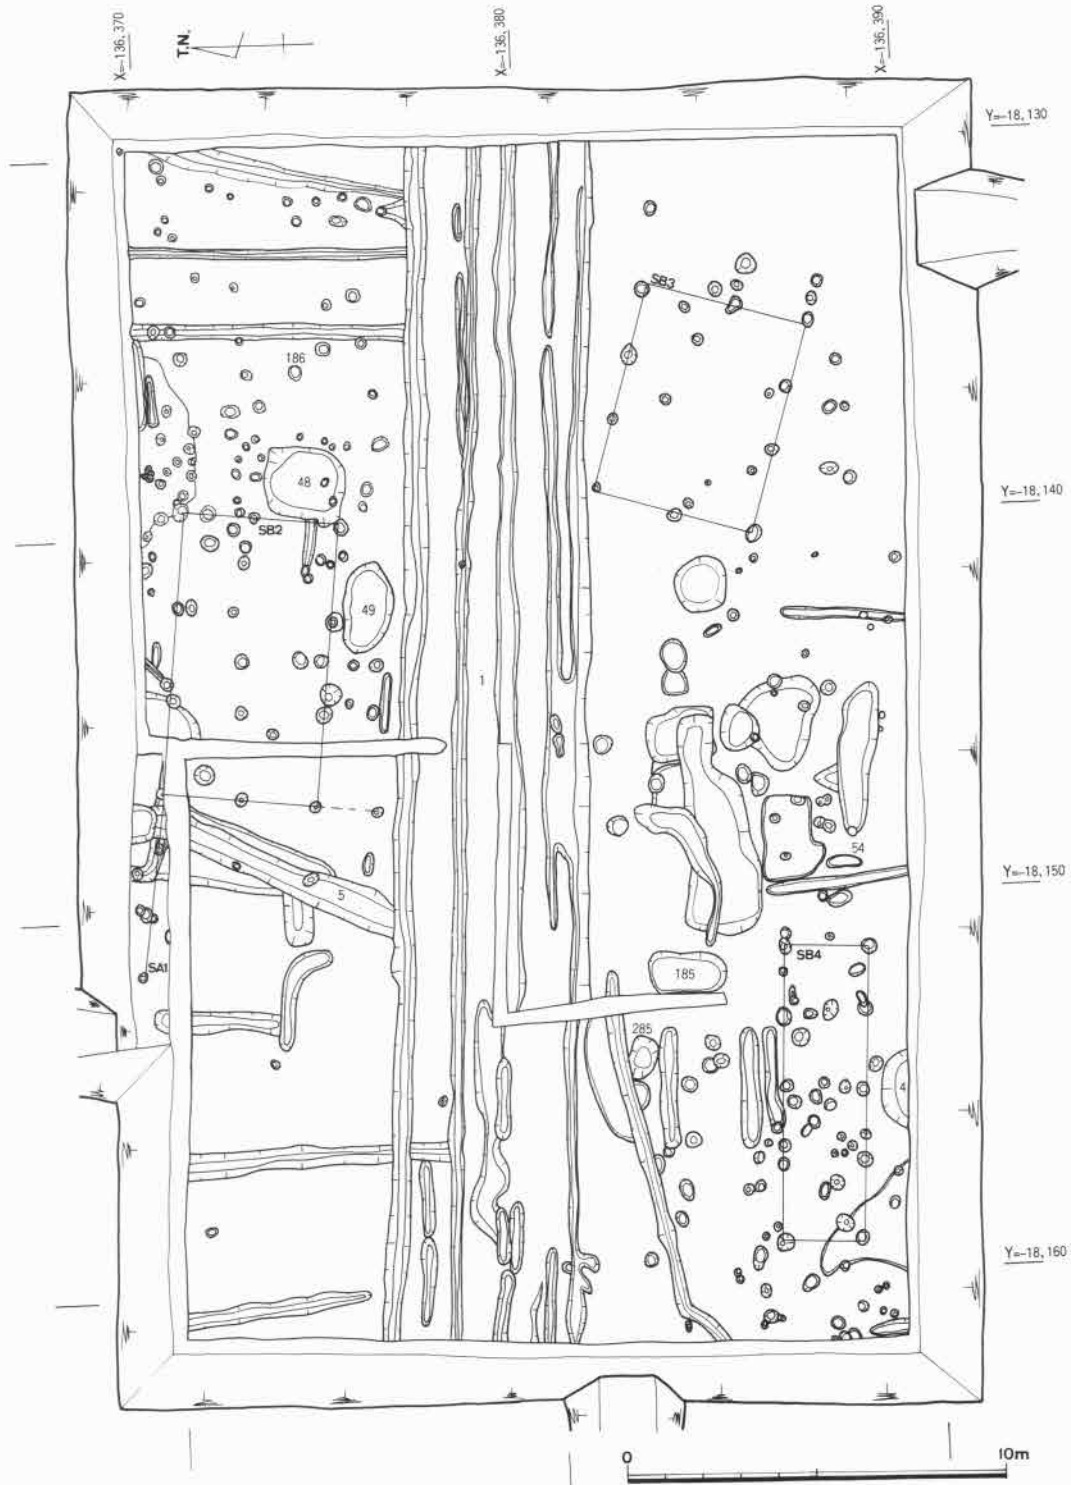 X=-136,370
T.N.
X=-136,380
X=-136,390
Y=-18,130
SB3
186
48
Y=-18,140
SB2
49
1
54
Y=-18,150
5
SB4
SA1
185
285
4
Y=-18,160
0
10m